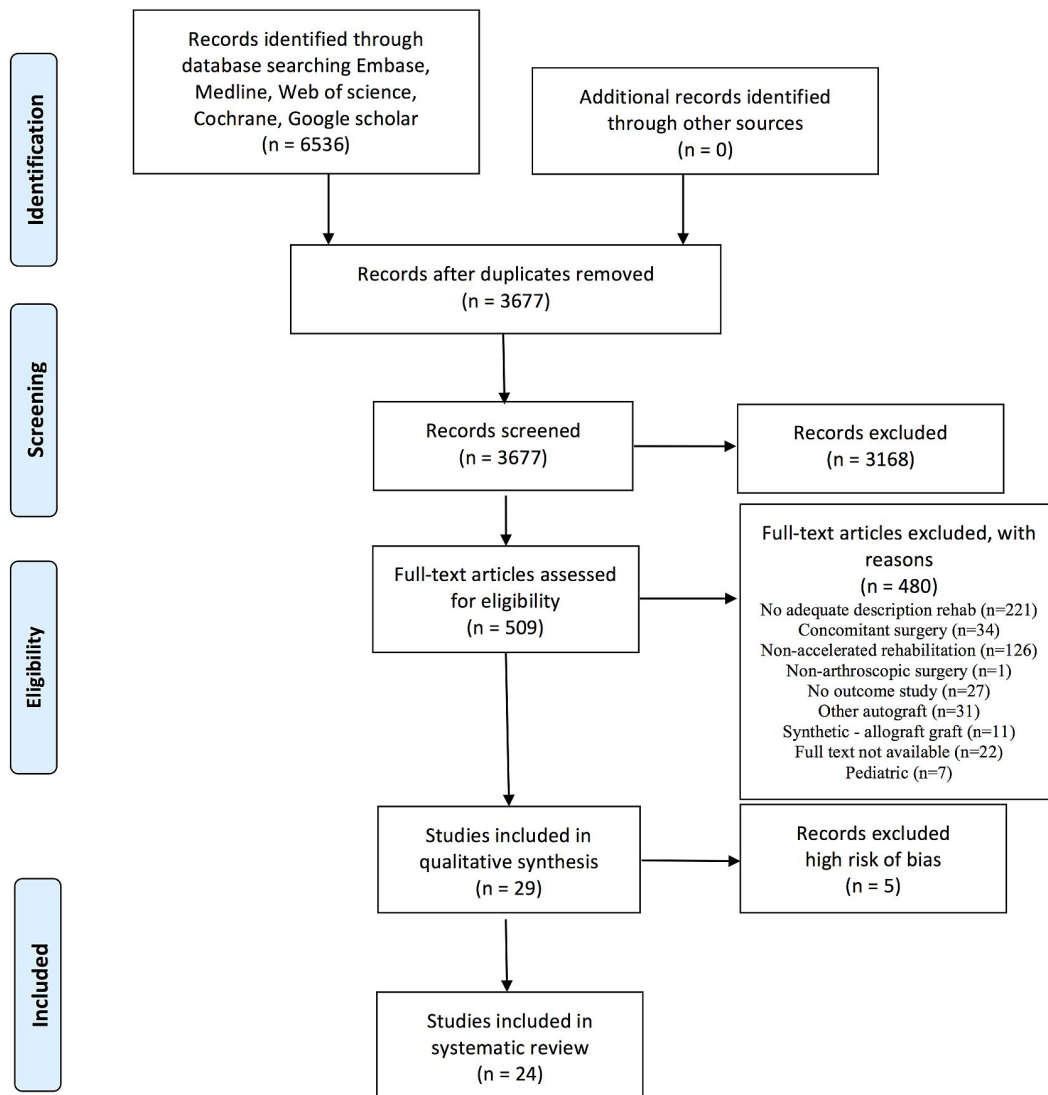 Identification
Records identified through
database searching Embase,
Medline, Web of science,
Cochrane, Google scholar
(n = 6536)
Additional records identified
through other sources
(n = 0)
Records after duplicates removed
(n = 3677)
Screening
Records screened
(n = 3677)
Records excluded
(n = 3168)
Eligibility
Full-text articles assessed
for eligibility
(n = 509)
Full-text articles excluded, with
reasons
(n = 480)
No adequate description rehab (n=221)
Concomitant surgery (n=34)
Non-accelerated rehabilitation (n=126)
Non-arthroscopic surgery (n=1)
No outcome study (n=27)
Other autograft (n=31)
Synthetic - allograft graft (n=11)
Full text not available (n=22)
Pediatric (n=7)
Studies included in
qualitative synthesis
(n = 29)
Records excluded
high risk of bias
(n = 5)
Included
Studies included in
systematic review
(n = 24)